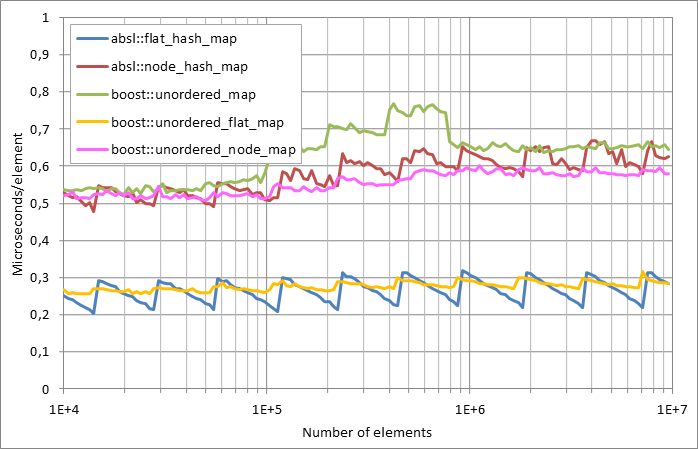 1
0,9
0,8
0,7
0,6
0,5
0,4
0,3
0,2
0,1
0
Microseconds/element
absl::flat_hash_map
absl::node_hash_map
boost::unordered_map
boost::unordered_flat_map
boost::unordered_node_map
1E+4
1E+5
1E+6
1E+7
Number of elements